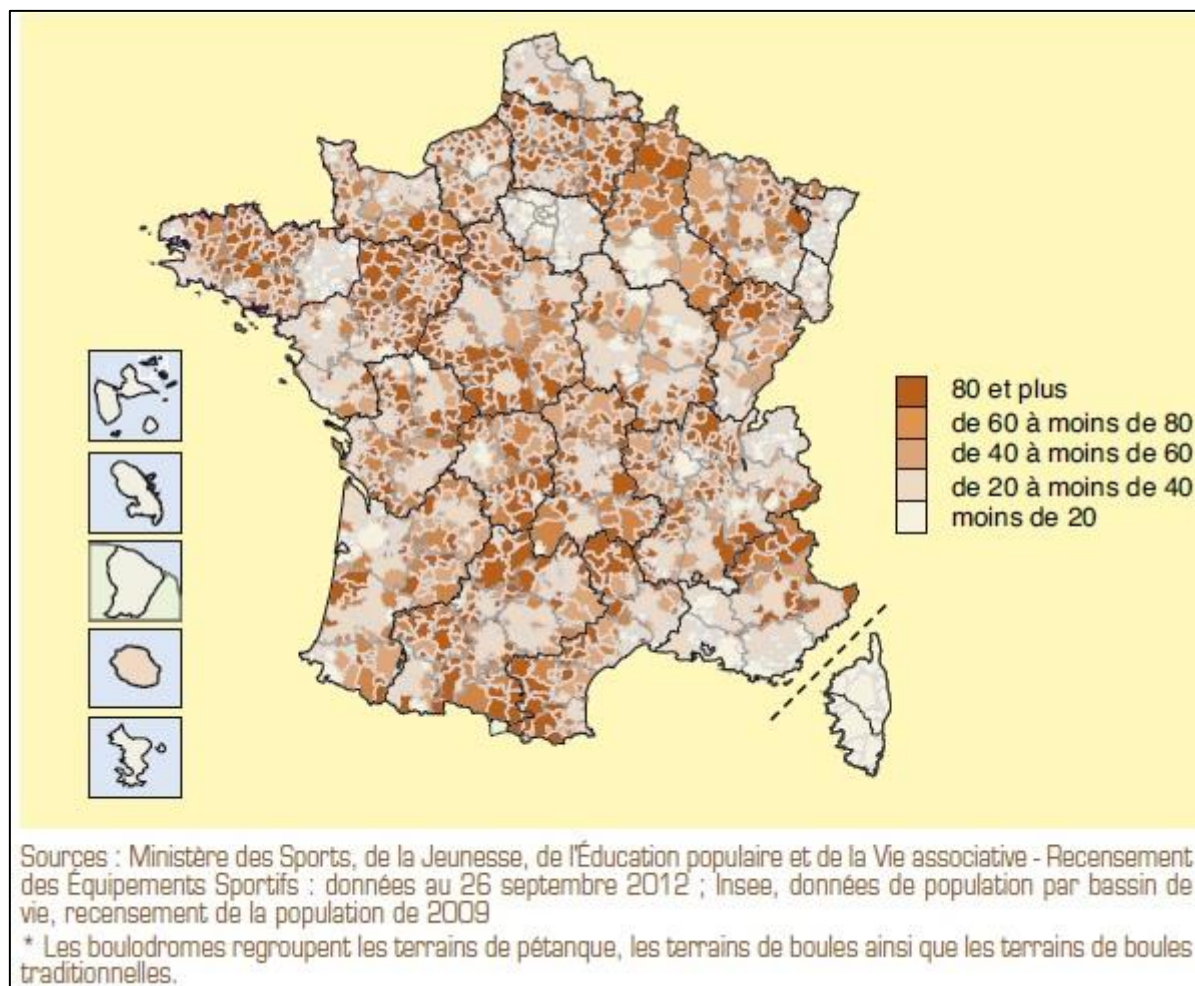 80 et plus
de 60 à moins de 80
de 40 à moins de 60
de 20 à moins de 40
moins de 20
Sources : Ministère des Sports, de la Jeunesse, de l'Éducation populaire et de la Vie associative - Recensement
des Équipements Sportifs : données au 26 septembre 2012 ; Insee, données de population par bassin de
vie, recensement de la population de 2009
* Les boulodromes regroupent les terrains de pétanque, les terrains de boules ainsi que les terrains de boules
traditionnelles.